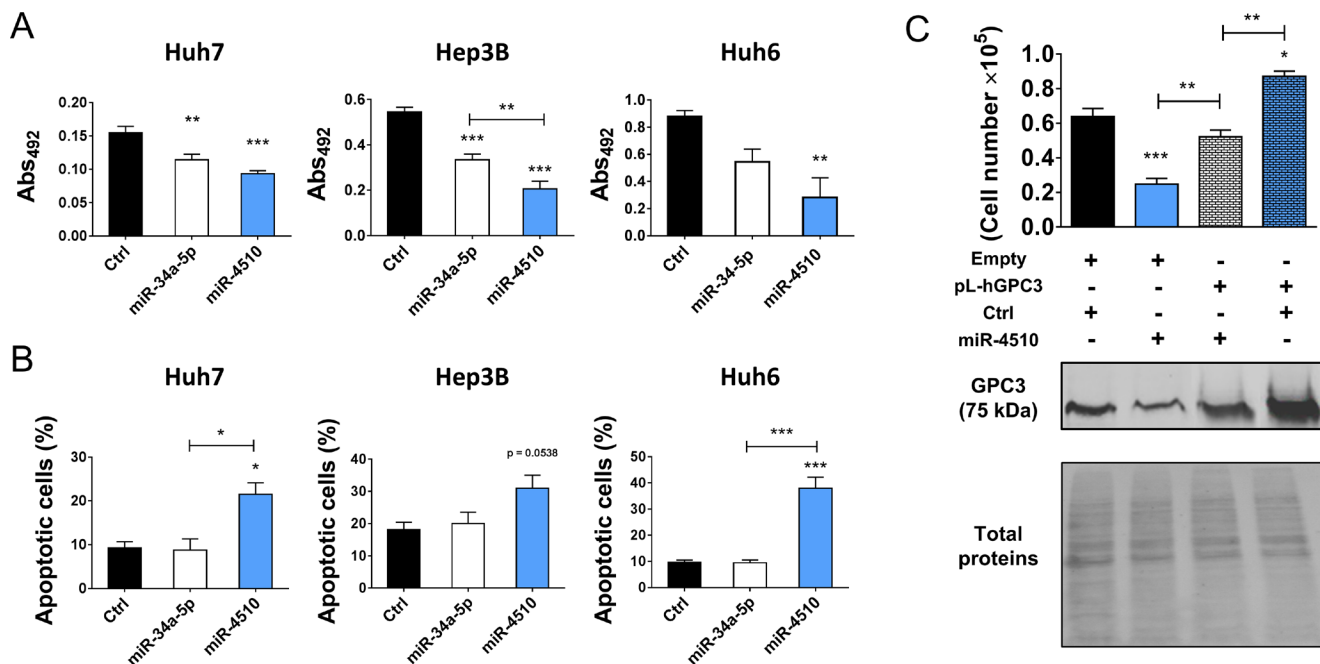 A
Huh7
Hep3B
Huh6
Abs492
0.20
0.15
0.10
0.05
0.00
**
***
Ctrl
miR-34a-5p
miR-4510
Abs492
0.6
0.4
0.2
0.0
***
**
***
Ctrl
miR-34a-5p
miR-4510
Abs492
1.0
0.8
0.6
0.4
0.2
0.0
**
Ctrl
miR-34-5p
miR-4510
B
Huh7
Hep3B
Huh6
Apoptotic cells (%)
30
20
10
0
*
*
Ctrl
miR-34a-5p
miR-4510
Apoptotic cells (%)
40
30
20
10
0
p = 0.0538
Ctrl
miR-34a-5p
miR-4510
Apoptotic cells (%)
50
40
30
20
10
0
***
***
Ctrl
miR-34a-5p
miR-4510
C
(Cell number ×10⁵)
1.0
0.8
0.6
0.4
0.2
0.0
**
*
**
***
Empty + + - -
pL-hGPC3 - - + +
Ctrl + - - +
miR-4510 - + + -
GPC3
(75 kDa)
Total
proteins